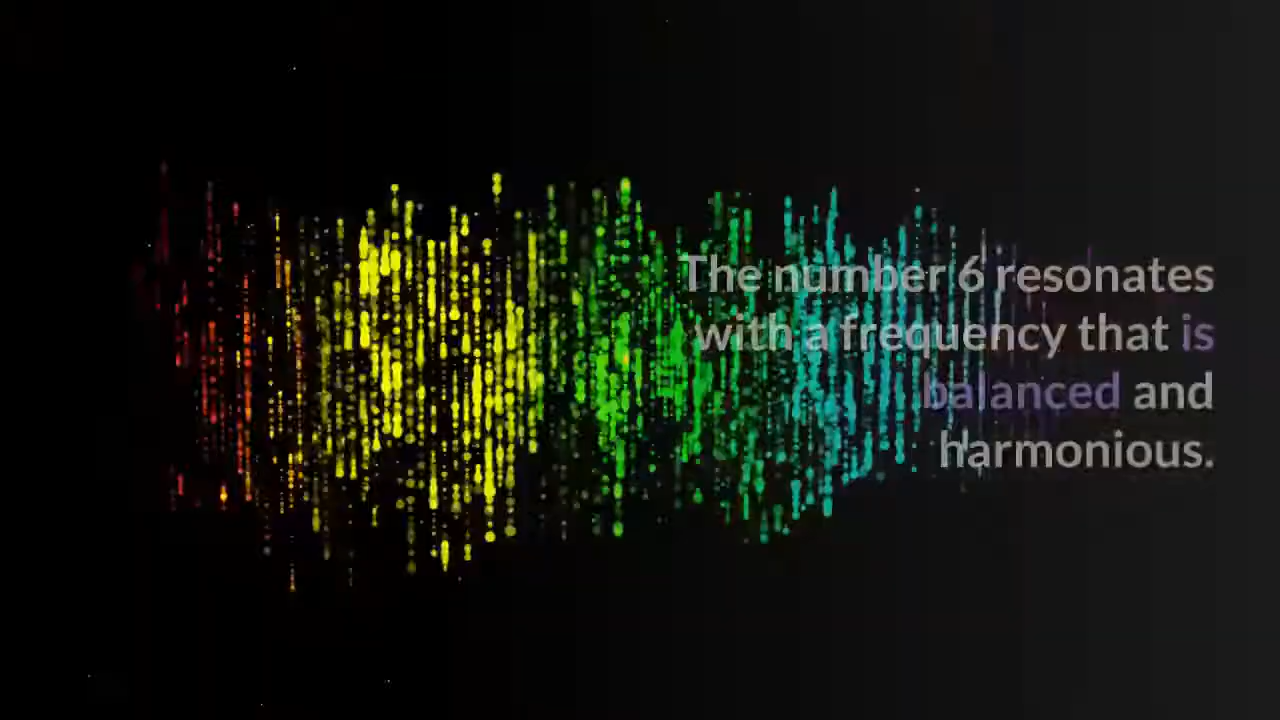 The number 6 resonates
with a frequency that is
balanced and
harmonious.